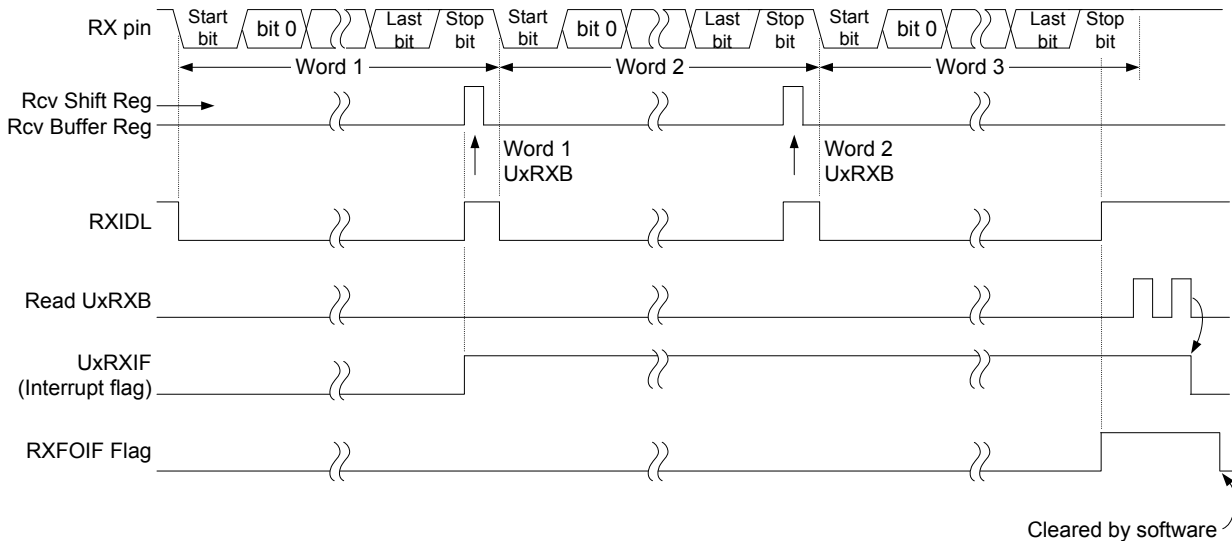 RX pin
Start bit
bit 0
Last bit
Stop bit
Start bit
bit 0
Last bit
Stop bit
Start bit
bit 0
Last bit
Stop bit
Word 1
Word 2
Word 3
Rcv Shift Reg
Rcv Buffer Reg
Word 1
UxRXB
Word 2
UxRXB
RXIDL
Read UxRXB
UxRXIF
(Interrupt flag)
RXFOIF Flag
Cleared by software